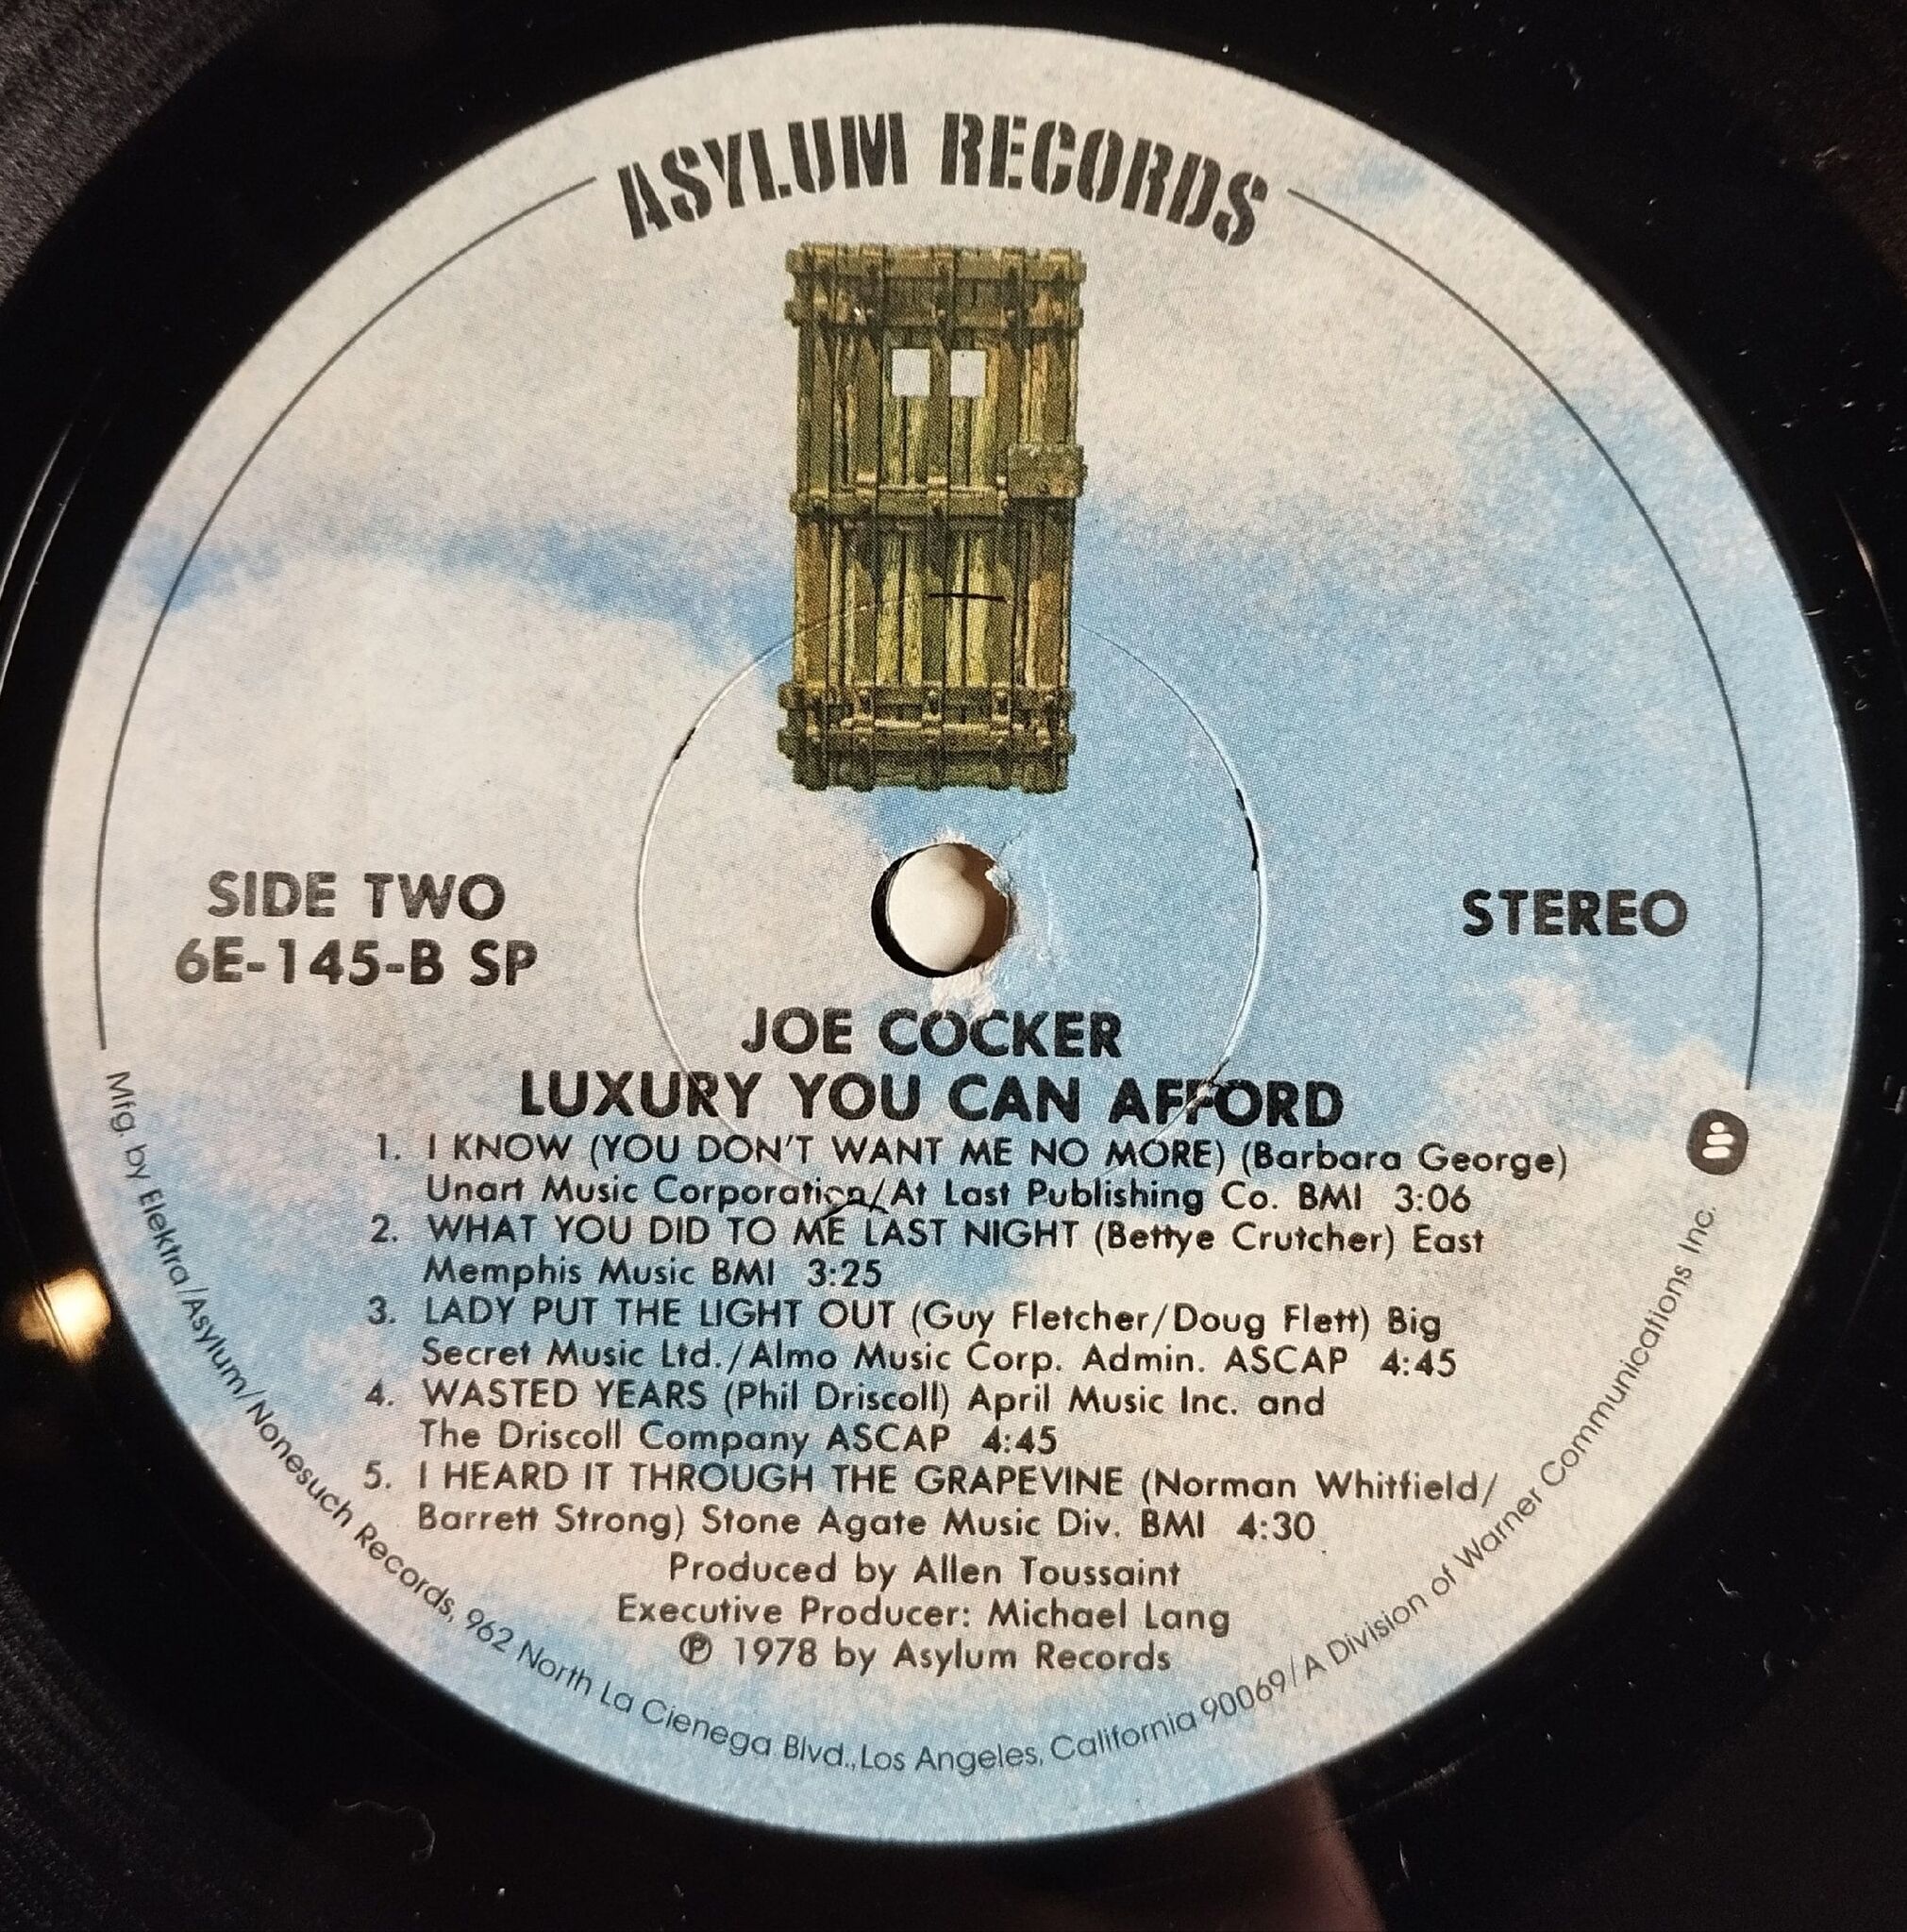 ASYLUM RECORDS
SIDE TWO
6E-145-B SP
STEREO
JOE COCKER
LUXURY YOU CAN AFFORD
1. I KNOW (YOU DON'T WANT ME NO MORE) (Barbara George)
Unart Music Corporation/At Last Publishing Co. BMI 3:06
2. WHAT YOU DID TO ME LAST NIGHT (Bettye Crutcher) East
Memphis Music BMI 3:25
3. LADY PUT THE LIGHT OUT (Guy Fletcher/Doug Flett) Big
Secret Music Ltd./Almo Music Corp. Admin. ASCAP 4:45
4. WASTED YEARS (Phil Driscoll) April Music Inc. and
The Driscoll Company ASCAP 4:45
5. I HEARD IT THROUGH THE GRAPEVINE (Norman Whitfield/
Barrett Strong) Stone Agate Music Div. BMI 4:30
Produced by Allen Toussaint
Executive Producer: Michael Lang
℗ 1978 by Asylum Records
Mfg. by Elektra/Asylum/Nonesuch Records, 962 North La Cienega Blvd., Los Angeles, California 90069/A Division of Warner Communications Inc.